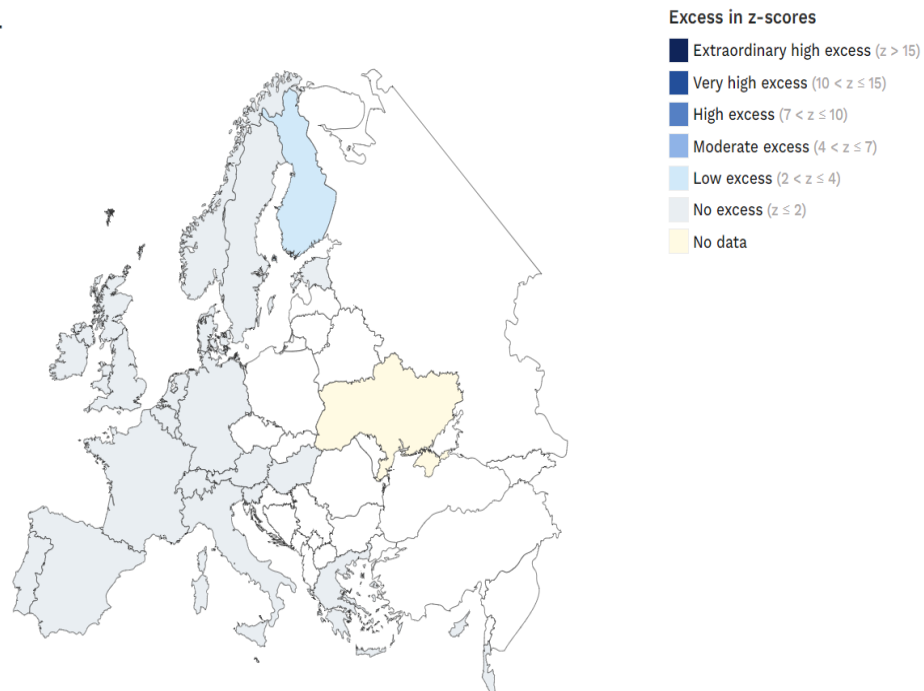 Excess in z-scores
Extraordinary high excess (z > 15)
Very high excess (10 < z ≤ 15)
High excess (7 < z ≤ 10)
Moderate excess (4 < z ≤ 7)
Low excess (2 < z ≤ 4)
No excess (z ≤ 2)
No data